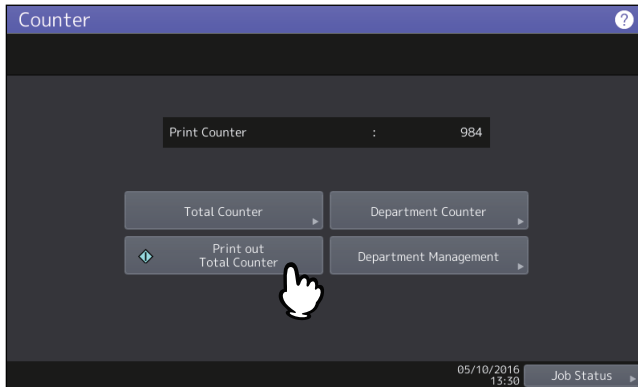 Counter ?
Print Counter : 984
Total Counter Department Counter
Print out
Total Counter
Department Management
05/10/2016
13:30
Job Status